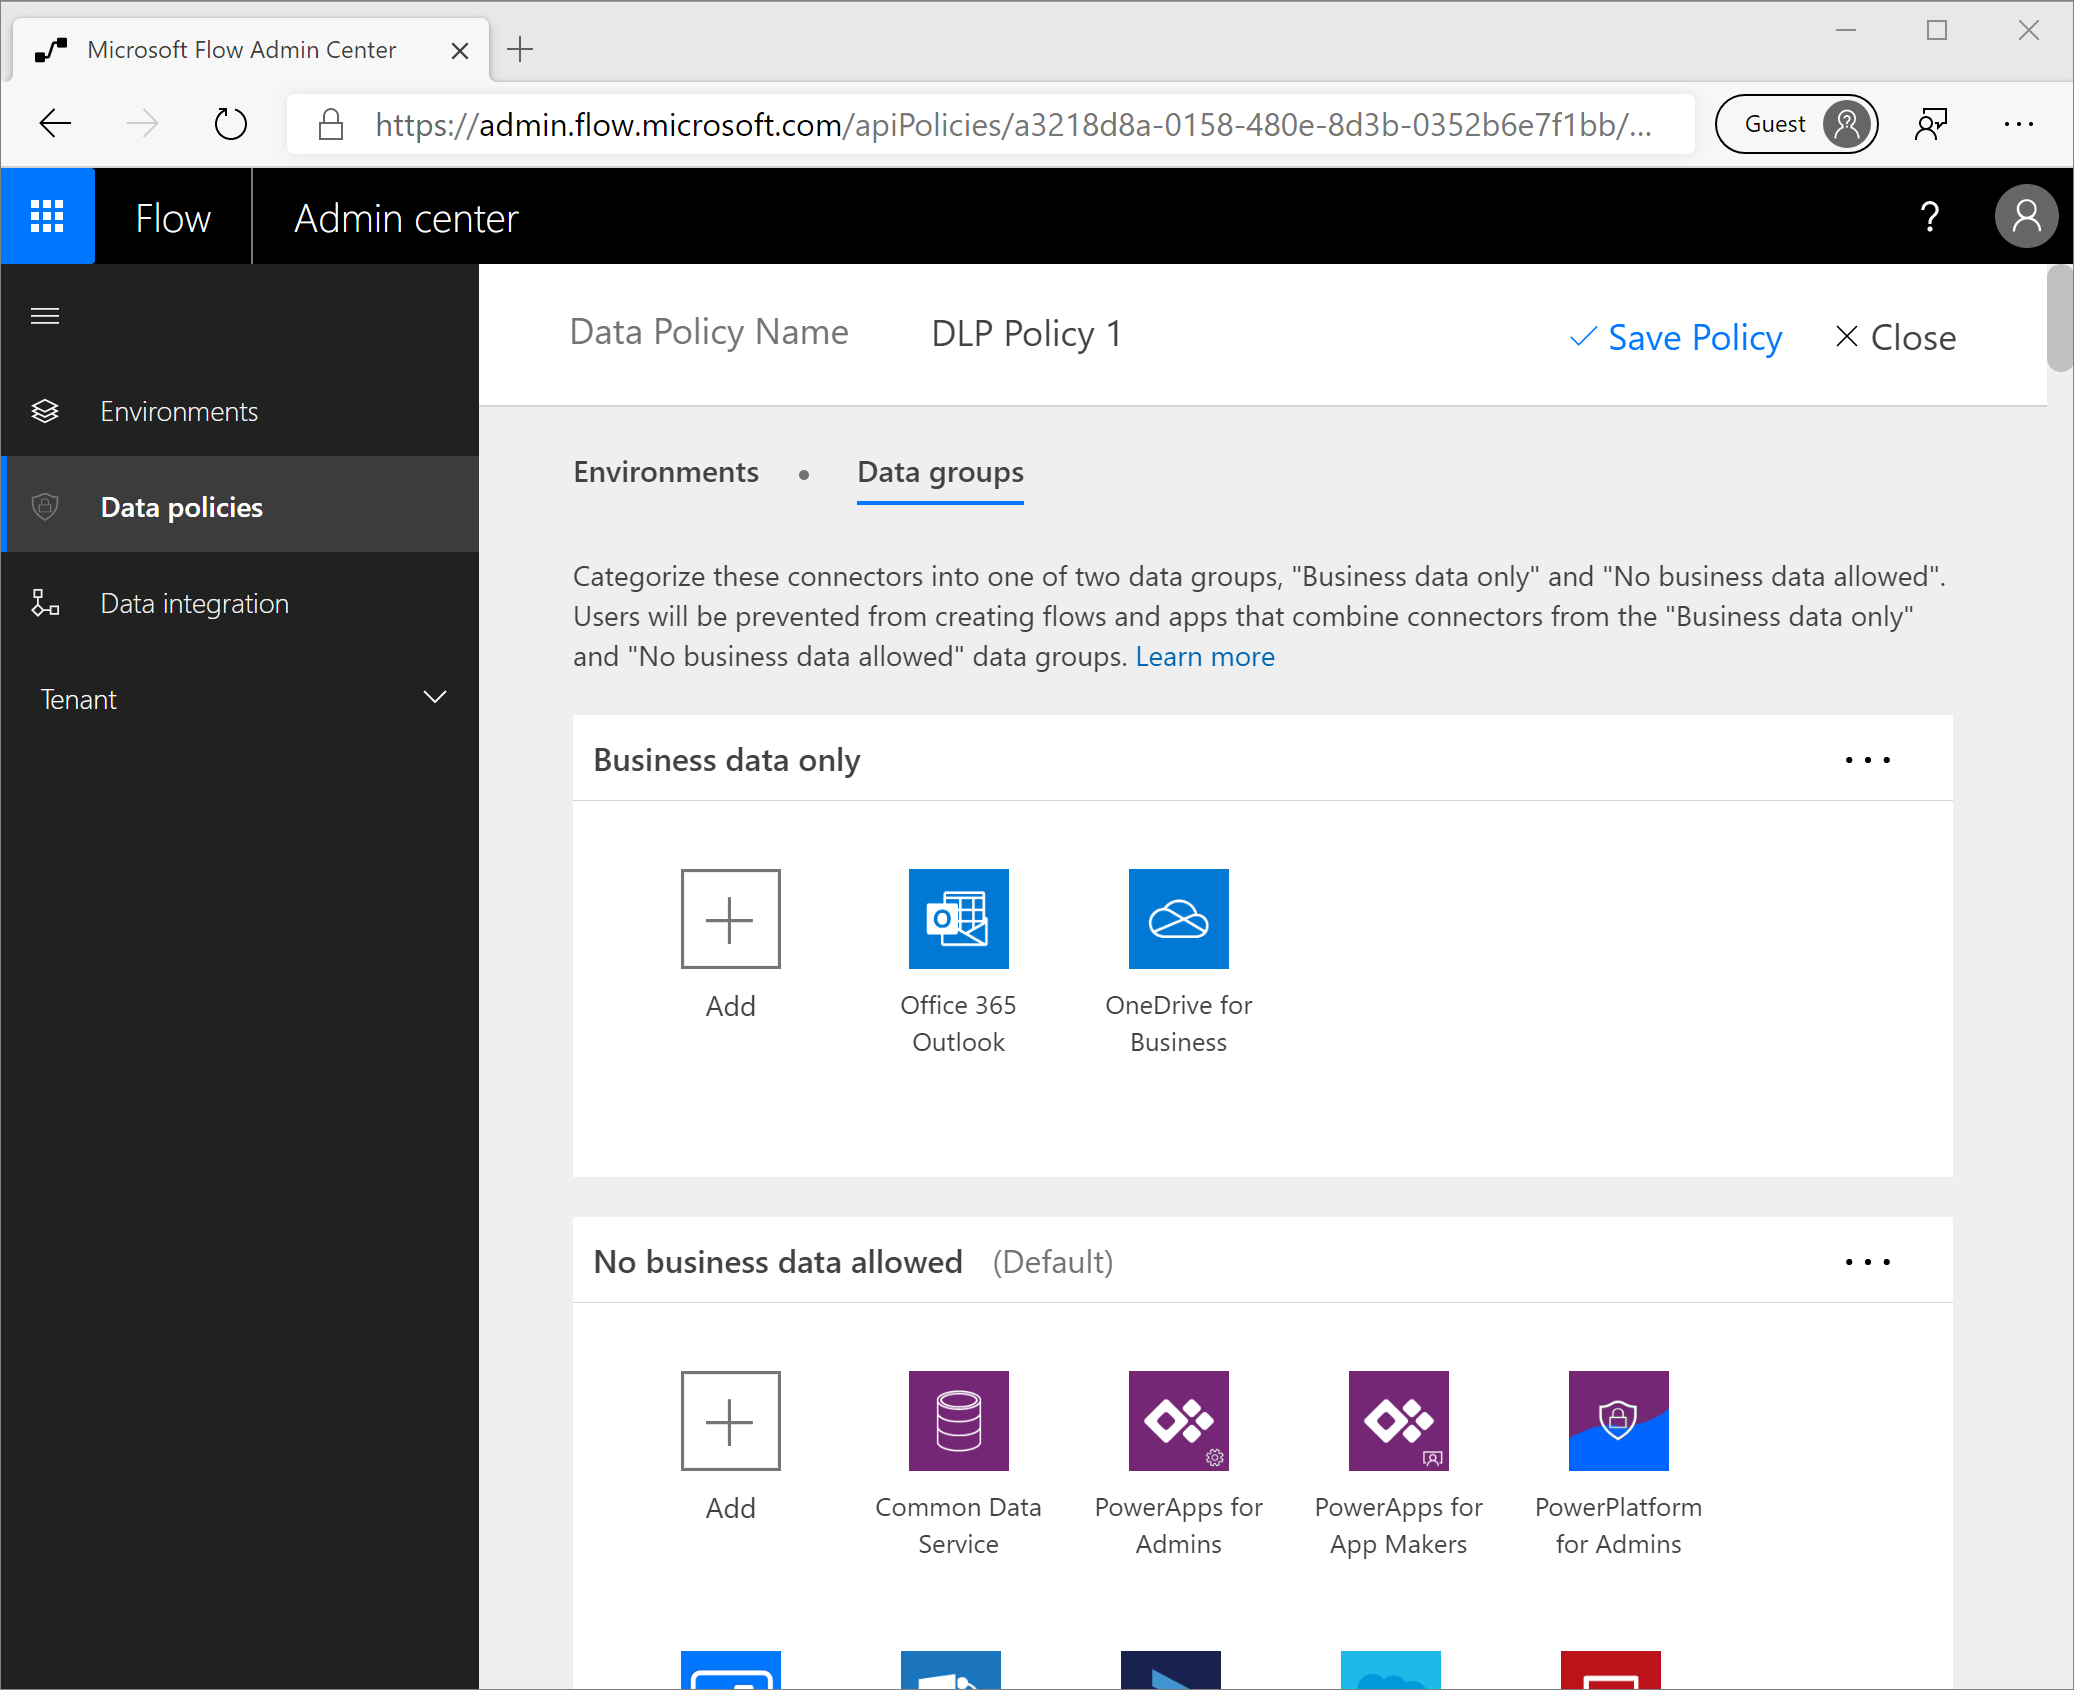 Microsoft Flow Admin Center
https://admin.flow.microsoft.com/apiPolicies/a3218d8a-0158-480e-8d3b-0352b6e7f1bb/...
Guest
Flow
Admin center
?
Environments
Data policies
Data integration
Tenant
Data Policy Name
DLP Policy 1
Save Policy
Close
Environments
Data groups
Categorize these connectors into one of two data groups, "Business data only" and "No business data allowed".
Users will be prevented from creating flows and apps that combine connectors from the "Business data only"
and "No business data allowed" data groups. Learn more
Business data only
Add
Office 365
Outlook
OneDrive for
Business
No business data allowed (Default)
Add
Common Data
Service
PowerApps for
Admins
PowerApps for
App Makers
PowerPlatform
for Admins